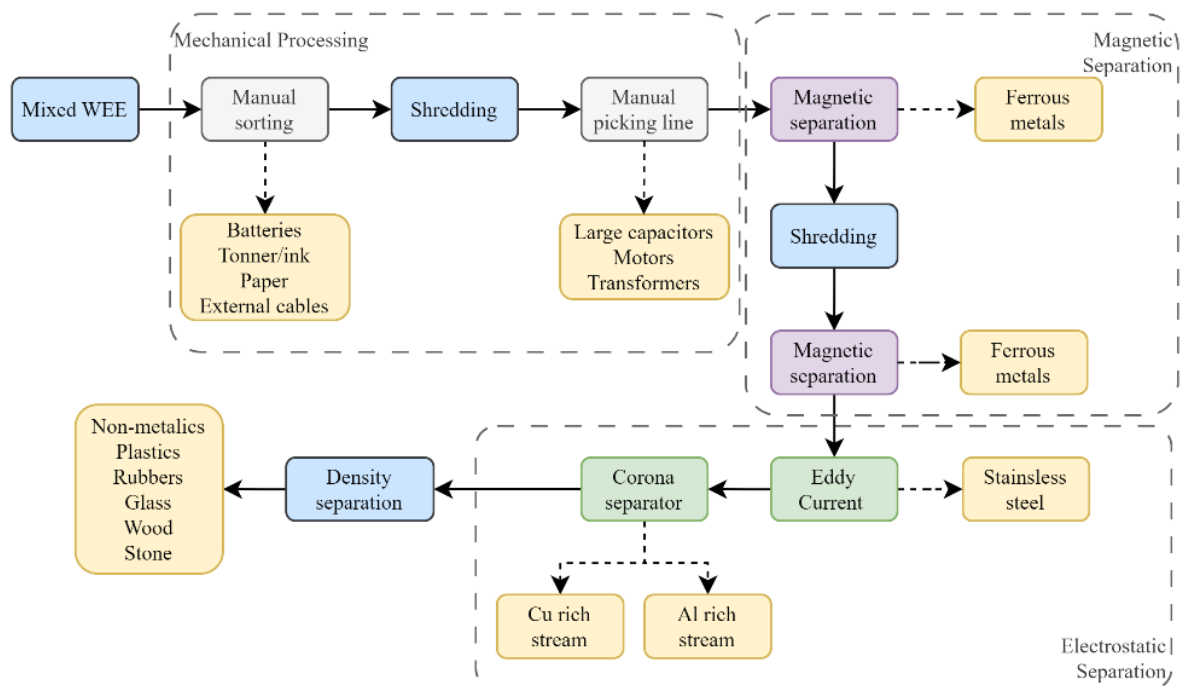 Mechanical Processing
Magnetic
Separation
Mixed WEE
Manual
sorting
Shredding
Manual
picking line
Magnetic
separation
Ferrous
metals
Batteries
Tonner/ink
Paper
External cables
Large capacitors
Motors
Transformers
Shredding
Magnetic
separation
Ferrous
metals
Non-metalics
Plastics
Rubbers
Glass
Wood
Stone
Density
separation
Corona
separator
Eddy
Current
Stainsless
steel
Cu rich
stream
Al rich
stream
Electrostatic
Separation